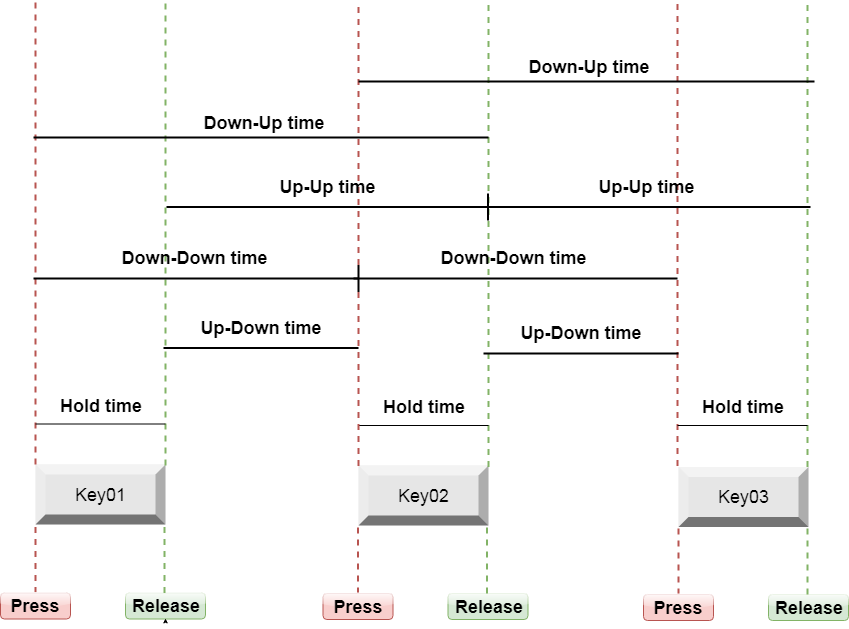 Down-Up time
Down-Up time
Up-Up time Up-Up time
Down-Down time Down-Down time
Up-Down time Up-Down time
Hold time Hold time Hold time
Key01 Key02 Key03
Press Release Press Release Press Release